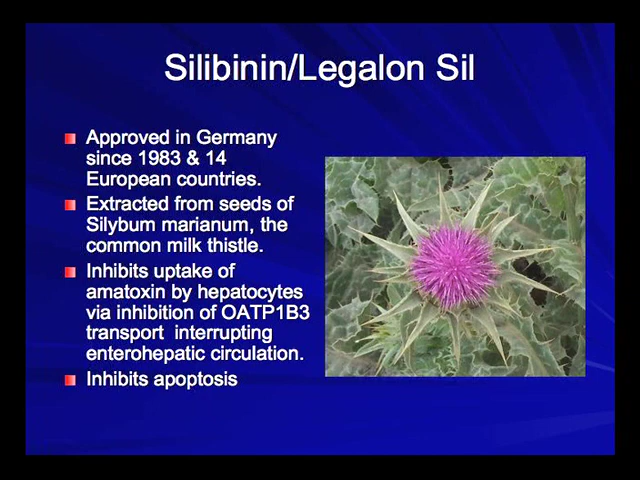 Silibinin/Legalon Sil
Approved in Germany
since 1983 & 14
European countries.
Extracted from seeds of
Silybum marianum, the
common milk thistle.
Inhibits uptake of
amatoxin by hepatocytes
via inhibition of OATP1B3
transport interrupting
enterohepatic circulation.
Inhibits apoptosis